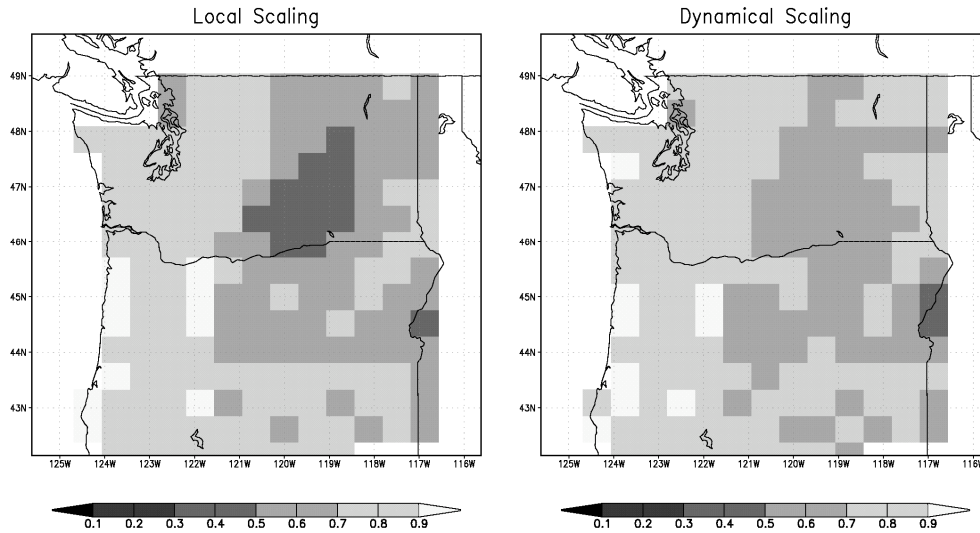 Local Scaling
Dynamical Scaling
49N
48N
47N
46N
45N
44N
43N
125W 124W 123W 122W 121W 120W 119W 118W 117W 116W
0.1 0.2 0.3 0.4 0.5 0.6 0.7 0.8 0.9
49N
48N
47N
46N
45N
44N
43N
125W 124W 123W 122W 121W 120W 119W 118W 117W 116W
0.1 0.2 0.3 0.4 0.5 0.6 0.7 0.8 0.9